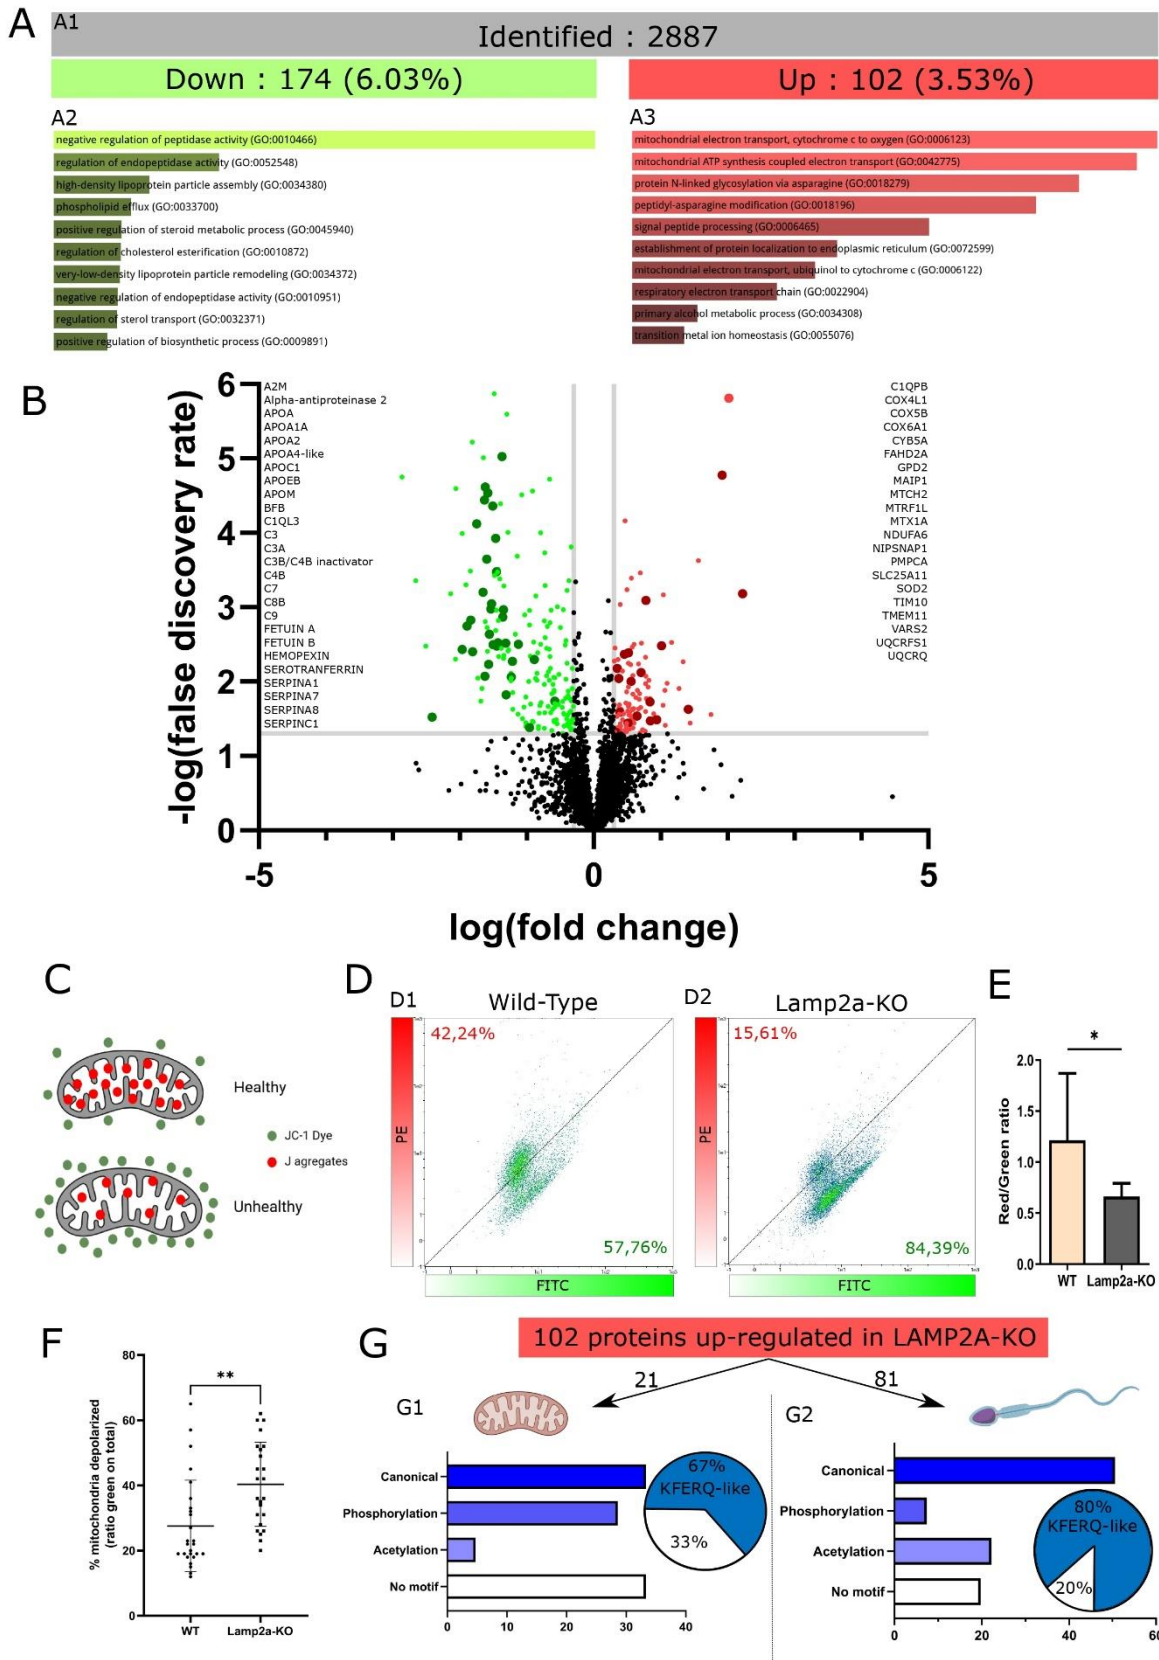 A
A1
Identified : 2887
Down : 174 (6.03%)
Up : 102 (3.53%)
A2
negative regulation of peptidase activity (GO:0010466)
regulation of endopeptidase activity (GO:0052548)
high-density lipoprotein particle assembly (GO:0034380)
phospholipid efflux (GO:0033700)
positive regulation of steroid metabolic process (GO:0045940)
regulation of cholesterol esterification (GO:0010872)
very-low-density lipoprotein particle remodeling (GO:0034372)
negative regulation of endopeptidase activity (GO:0010951)
regulation of sterol transport (GO:0032371)
positive regulation of biosynthetic process (GO:0009891)
A3
mitochondrial electron transport, cytochrome c to oxygen (GO:0006123)
mitochondrial ATP synthesis coupled electron transport (GO:0042775)
protein N-linked glycosylation via asparagine (GO:0018279)
peptidyl-asparagine modification (GO:0018196)
signal peptide processing (GO:0006465)
establishment of protein localization to endoplasmic reticulum (GO:0072599)
mitochondrial electron transport, ubiquinol to cytochrome c (GO:0006122)
respiratory electron transport chain (GO:0022904)
primary alcohol metabolic process (GO:0034308)
transition metal ion homeostasis (GO:0055076)
B
-log(false discovery rate)
6
5
4
3
2
1
0
A2M
Alpha-antiproteinase 2
APOA
APOA1A
APOA2
APOA4-like
APOC1
APOEB
APOM
BFB
C1QL3
C3
C3A
C3B/C4B inactivator
C4B
C7
C8B
C9
FETUIN A
FETUIN B
HEMOPEXIN
SEROTRANFERRIN
SERPINA1
SERPINA7
SERPINA8
SERPINC1
C1QPB
COX4L1
COX5B
COX6A1
CYB5A
FAHD2A
GPD2
MAIP1
MTCH2
MTRF1L
MTX1A
NDUFA6
NIPSNAP1
PMPCA
SLC25A11
SOD2
TIM10
TMEM11
VARS2
UQCRFS1
UQCRQ
-5
0
5
log(fold change)
C
Healthy
JC-1 Dye
J agregates
Unhealthy
D
D1
Wild-Type
42,24%
PE
57,76%
FITC
D2
Lamp2a-KO
15,61%
PE
84,39%
FITC
E
*
Red/Green ratio
2.0
1.5
1.0
0.5
0.0
WT
Lamp2a-KO
F
% mitochondria depolarized
(ratio green on total)
80
60
40
20
0
**
WT
Lamp2a-KO
G
102 proteins up-regulated in LAMP2A-KO
21
81
G1
Canonical
Phosphorylation
Acetylation
No motif
0
10
20
30
40
67%
KFERQ-like
33%
G2
Canonical
Phosphorylation
Acetylation
No motif
0
20
40
60
80%
KFERQ-like
20%